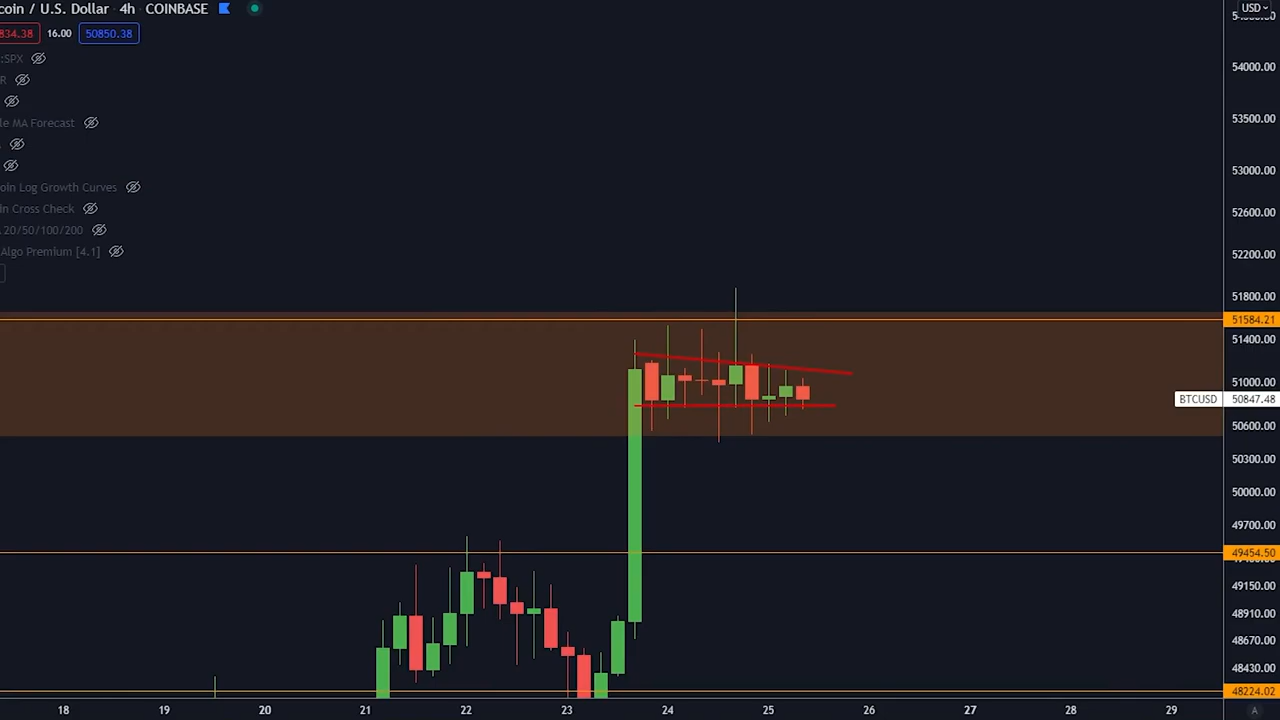 coin / U.S. Dollar · 4h · COINBASE
USD
834.38 16.00 50850.38
:SPX
R
le MA Forecast
oin Log Growth Curves
in Cross Check
20/50/100/200
Algo Premium [4.1]
54000.00
53500.00
53000.00
52600.00
52200.00
51800.00
51584.21
51400.00
51000.00
BTCUSD 50847.48
50600.00
50300.00
50000.00
49700.00
49454.50
49150.00
48910.00
48670.00
48430.00
48224.02
18 19 20 21 22 23 24 25 26 27 28 29 A